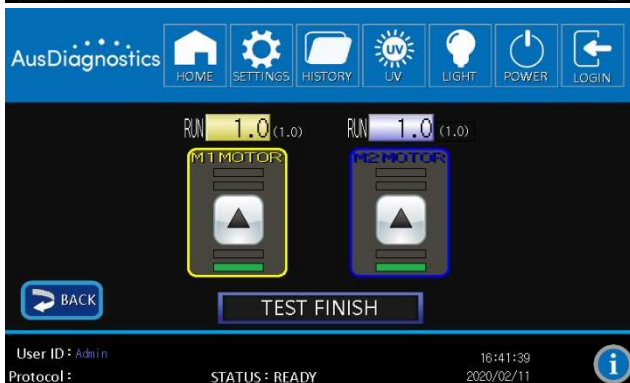 AusDiagnostics
HOME SETTINGS HISTORY UV LIGHT POWER LOGIN
RUN 1.0 (1.0) RUN 1.0 (1.0)
M1 MOTOR M2 MOTOR
BACK
TEST FINISH
User ID : Admin 16:41:39
Protocol : STATUS : READY 2020/02/11